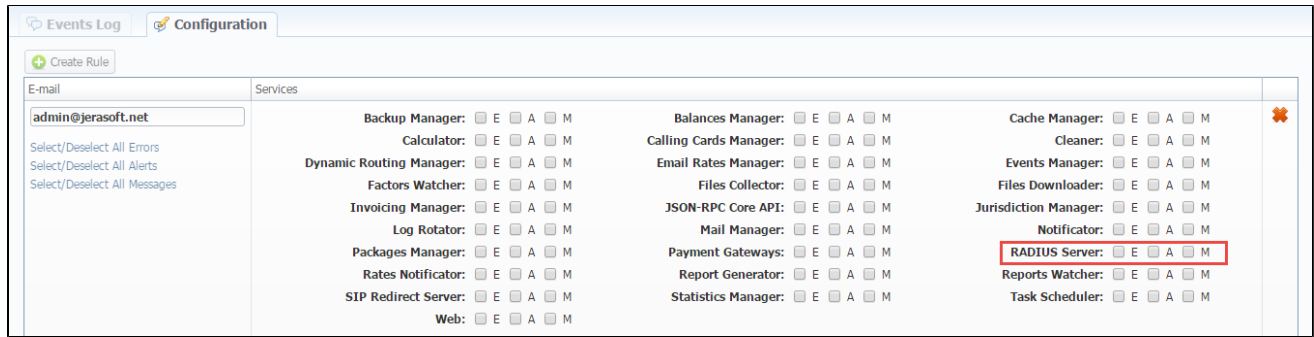 Events Log Configuration
Create Rule
E-mail Services
admin@jerasoft.net
Select/Deselect All Errors
Select/Deselect All Alerts
Select/Deselect All Messages
Backup Manager: E A M Balances Manager: E A M Cache Manager: E A M
Calculator: E A M Calling Cards Manager: E A M Cleaner: E A M
Dynamic Routing Manager: E A M Email Rates Manager: E A M Events Manager: E A M
Factors Watcher: E A M Files Collector: E A M Files Downloader: E A M
Invoicing Manager: E A M JSON-RPC Core API: E A M Jurisdiction Manager: E A M
Log Rotator: E A M Mail Manager: E A M Notificator: E A M
Packages Manager: E A M Payment Gateways: E A M RADIUS Server: E A M
Rates Notificator: E A M Report Generator: E A M Reports Watcher: E A M
SIP Redirect Server: E A M Statistics Manager: E A M Task Scheduler: E A M
Web: E A M